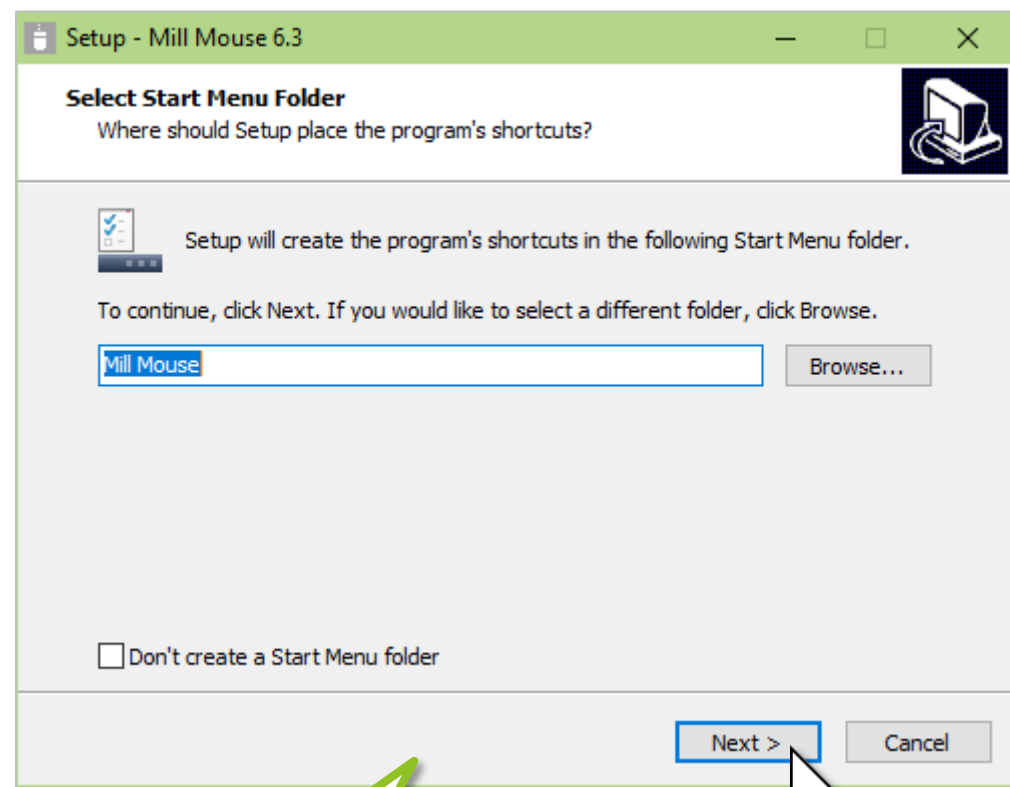 Setup - Mill Mouse 6.3
Select Start Menu Folder
Where should Setup place the program's shortcuts?
Setup will create the program's shortcuts in the following Start Menu folder.
To continue, click Next. If you would like to select a different folder, click Browse.
Mill Mouse
Browse...
Don't create a Start Menu folder
Next >
Cancel